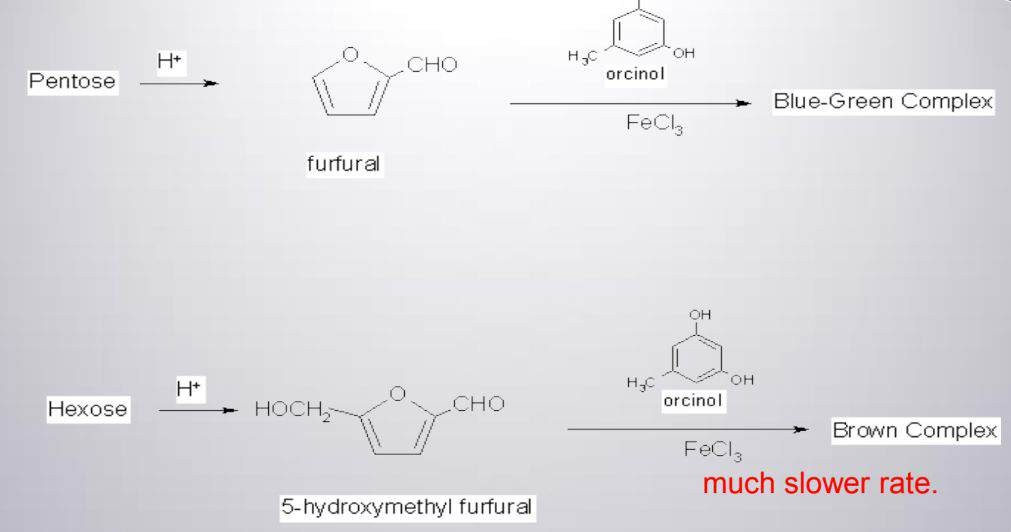 Pentose
H+
O
CHO
furfural
H3C
OH
orcinol
FeCl3
Blue-Green Complex
Hexose
H+
HOCH2
O
CHO
5-hydroxymethyl furfural
OH
H3C
OH
orcinol
FeCl3
much slower rate.
Brown Complex